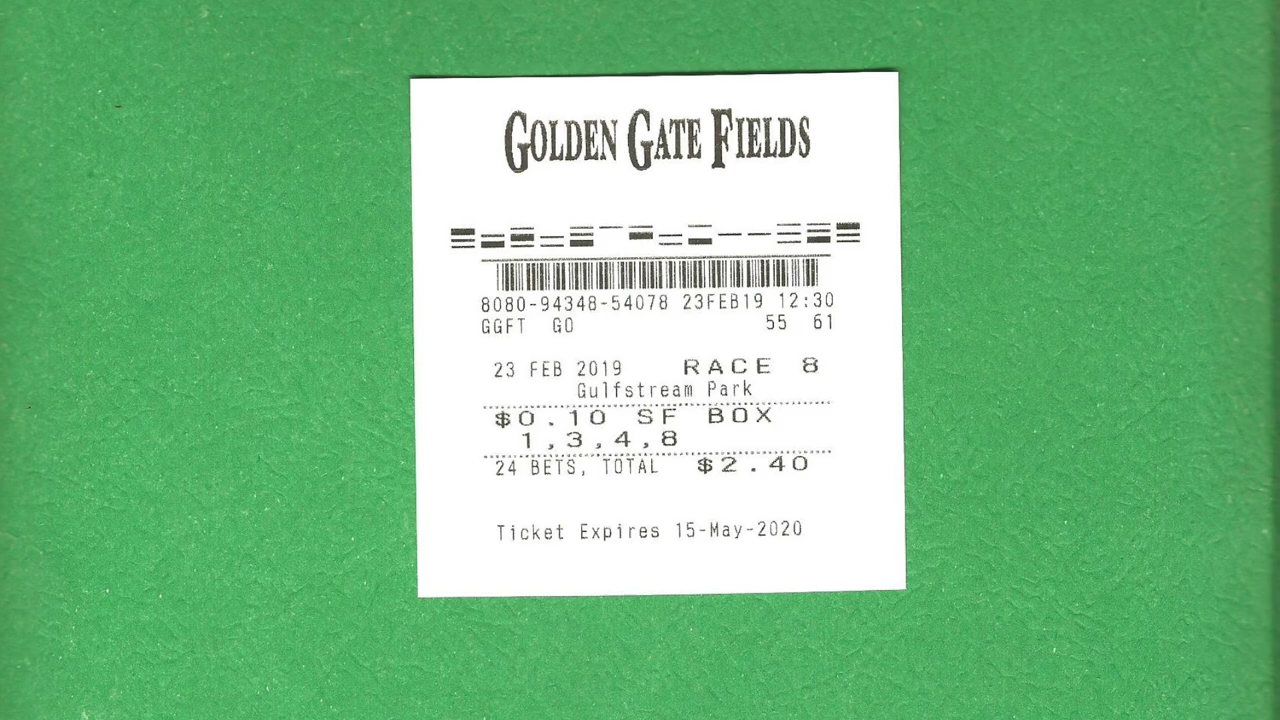 GOLDEN GATE FIELDS
8080-94348-54078 23FEB19 12:30
GGFT GO 55 61
23 FEB 2019 RACE 8
Gulfstream Park
$0.10 SF BOX
1,3,4,8
24 BETS, TOTAL $2.40
Ticket Expires 15-May-2020